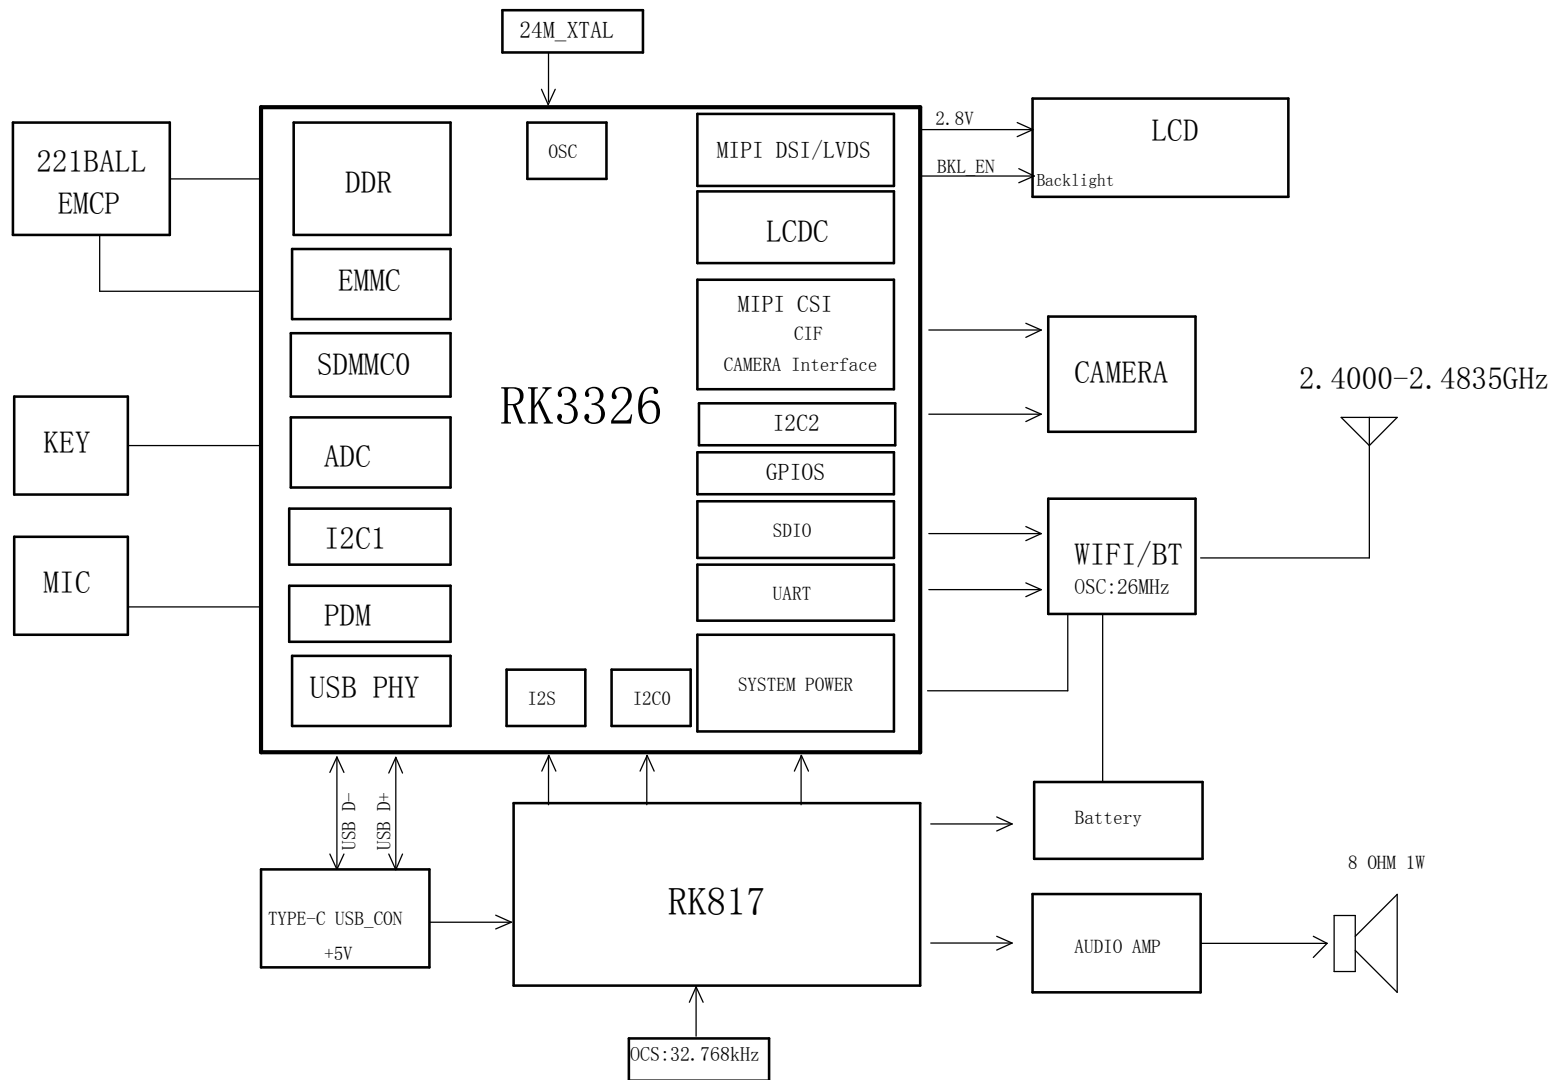 24M_XTAL
221BALL
EMCP
KEY
MIC
DDR
EMMC
SDMMC0
ADC
I2C1
PDM
USB PHY
OSC
RK3326
I2S
I2C0
MIPI DSI/LVDS
LCDC
MIPI CSI
CIF
CAMERA Interface
I2C2
GPIOS
SDIO
UART
SYSTEM POWER
2.8V
BKL_EN
LCD
Backlight
CAMERA
2.4000-2.4835GHz
WIFI/BT
OSC:26MHz
USB D-
USB D+
TYPE-C USB_CON
+5V
RK817
Battery
AUDIO AMP
8 OHM 1W
OCS:32.768kHz